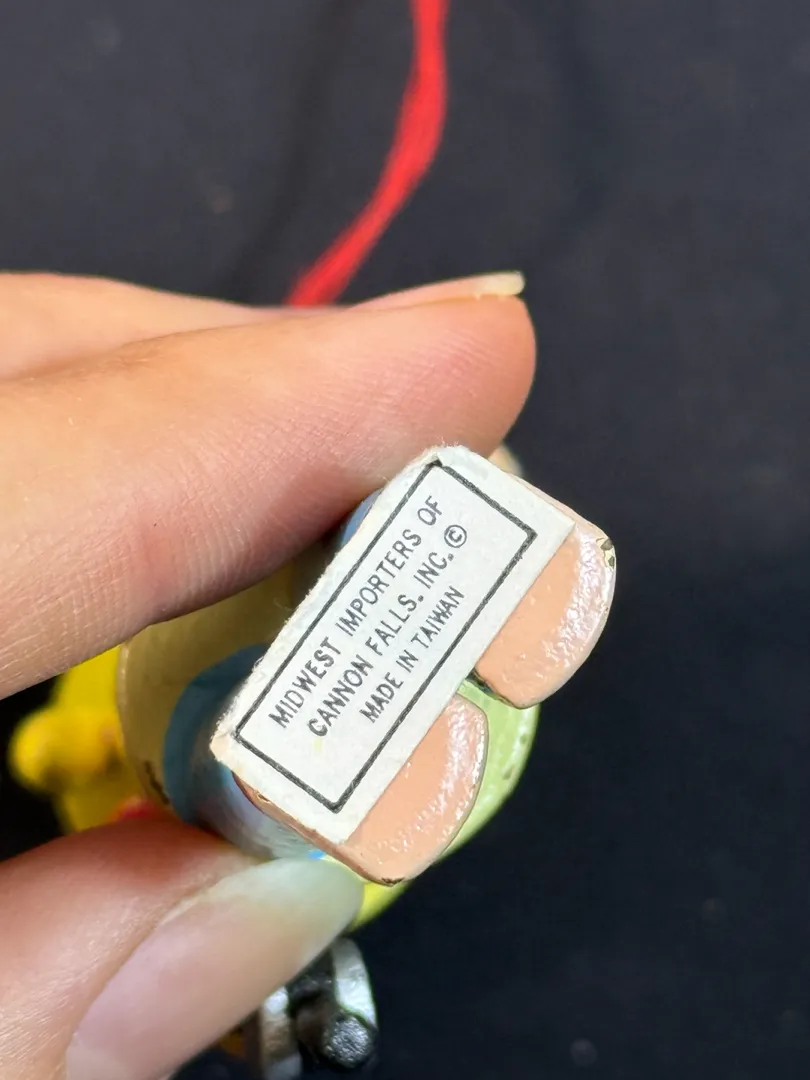 MIDWEST IMPORTERS OF
CANNON FALLS. INC.©
MADE IN TAIWAN